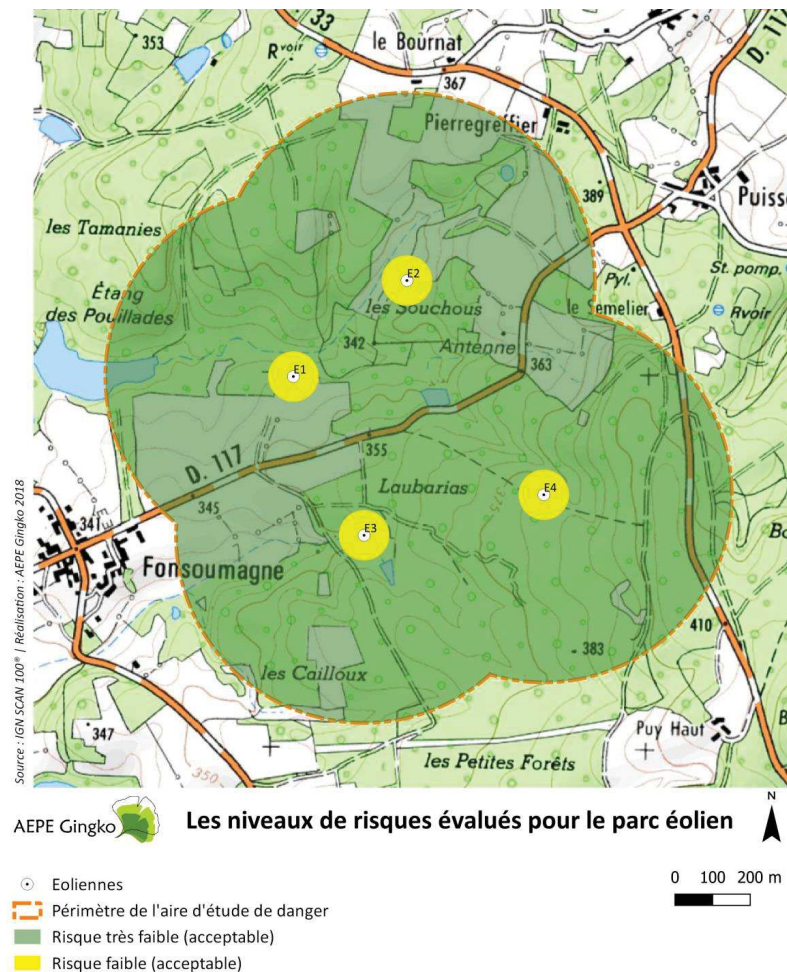 33
353
R voir
le Bournat
367
D. 117
Pierregreffier
389
les Tamanies
E2
Pyl.
St. pomp.
Étang
des Pouillades
les Souchous
le Semelier
Rvoir
342
Antenne
E1
363
355
D. 117
Laubarias
375
E4
345
341
E3
Fonsoumagne
410
383
les Cailloux
347
Puy Haut
350
les Petites Forêts
Source : IGN SCAN 100® | Réalisation : AEPE Gingko 2018
AEPE Gingko
Les niveaux de risques évalués pour le parc éolien
N
Eoliennes
0 100 200 m
Périmètre de l'aire d'étude de danger
Risque très faible (acceptable)
Risque faible (acceptable)